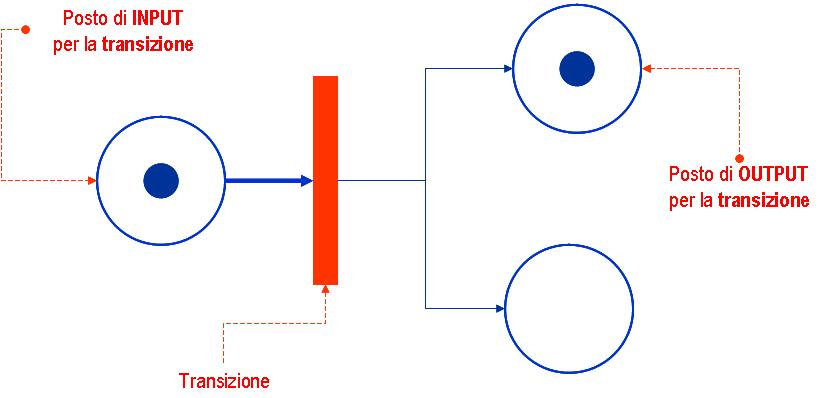 Posto di INPUT
per la transizione
Posto di OUTPUT
per la transizione
Transizione